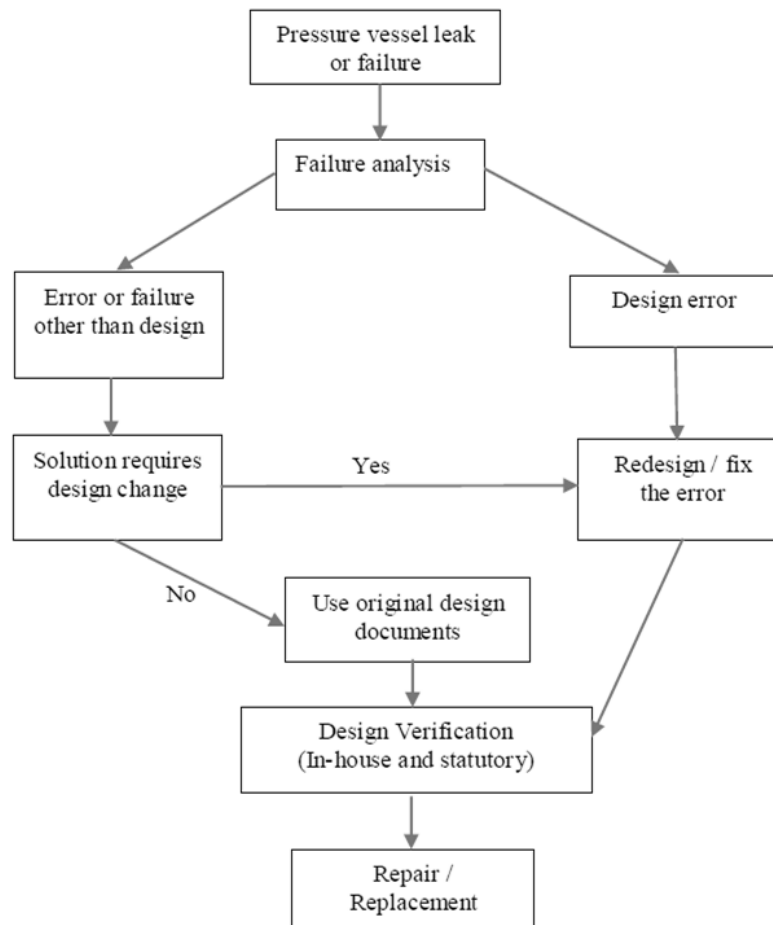 Pressure vessel leak
or failure
Failure analysis
Error or failure
other than design
Design error
Solution requires
design change
Yes
Redesign / fix
the error
No
Use original design
documents
Design Verification
(In-house and statutory)
Repair /
Replacement